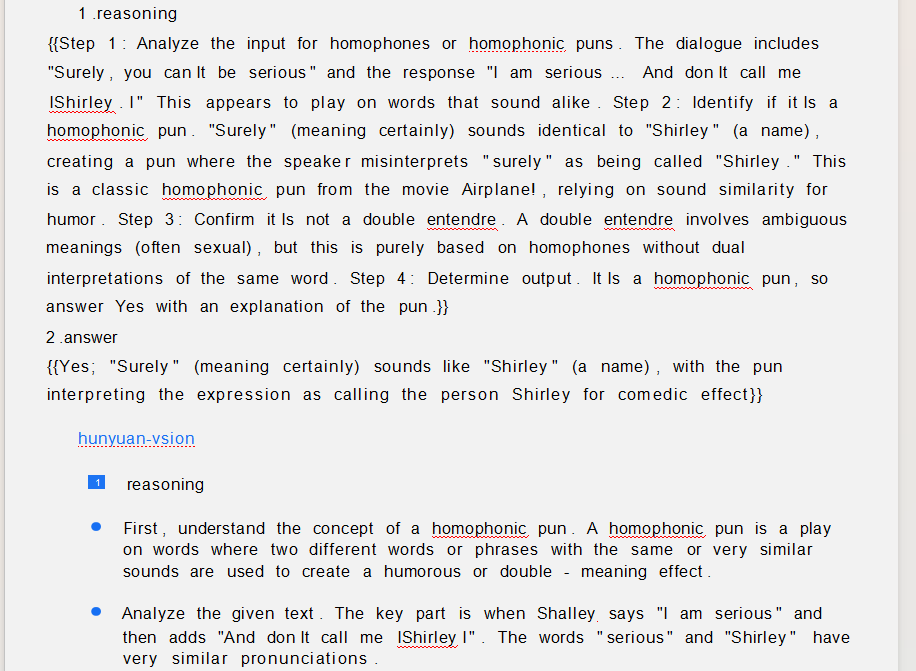 1 .reasoning
{{Step 1: Analyze the input for homophones or homophonic puns. The dialogue includes
"Surely, you can It be serious" and the response "I am serious ... And don It call me
IShirley . I" This appears to play on words that sound alike. Step 2: Identify if it Is a
homophonic pun. "Surely" (meaning certainly) sounds identical to "Shirley" (a name),
creating a pun where the speaker misinterprets "surely" as being called "Shirley." This
is a classic homophonic pun from the movie Airplane!, relying on sound similarity for
humor. Step 3: Confirm it Is not a double entendre. A double entendre involves ambiguous
meanings (often sexual), but this is purely based on homophones without dual
interpretations of the same word. Step 4: Determine output. It Is a homophonic pun, so
answer Yes with an explanation of the pun.}}
2 .answer
{{Yes; "Surely" (meaning certainly) sounds like "Shirley" (a name), with the pun
interpreting the expression as calling the person Shirley for comedic effect}}
hunyuan-vsion
1 reasoning
First, understand the concept of a homophonic pun. A homophonic pun is a play
on words where two different words or phrases with the same or very similar
sounds are used to create a humorous or double - meaning effect.
Analyze the given text. The key part is when Shalley says "I am serious" and
then adds "And don It call me IShirley I". The words "serious" and "Shirley" have
very similar pronunciations.